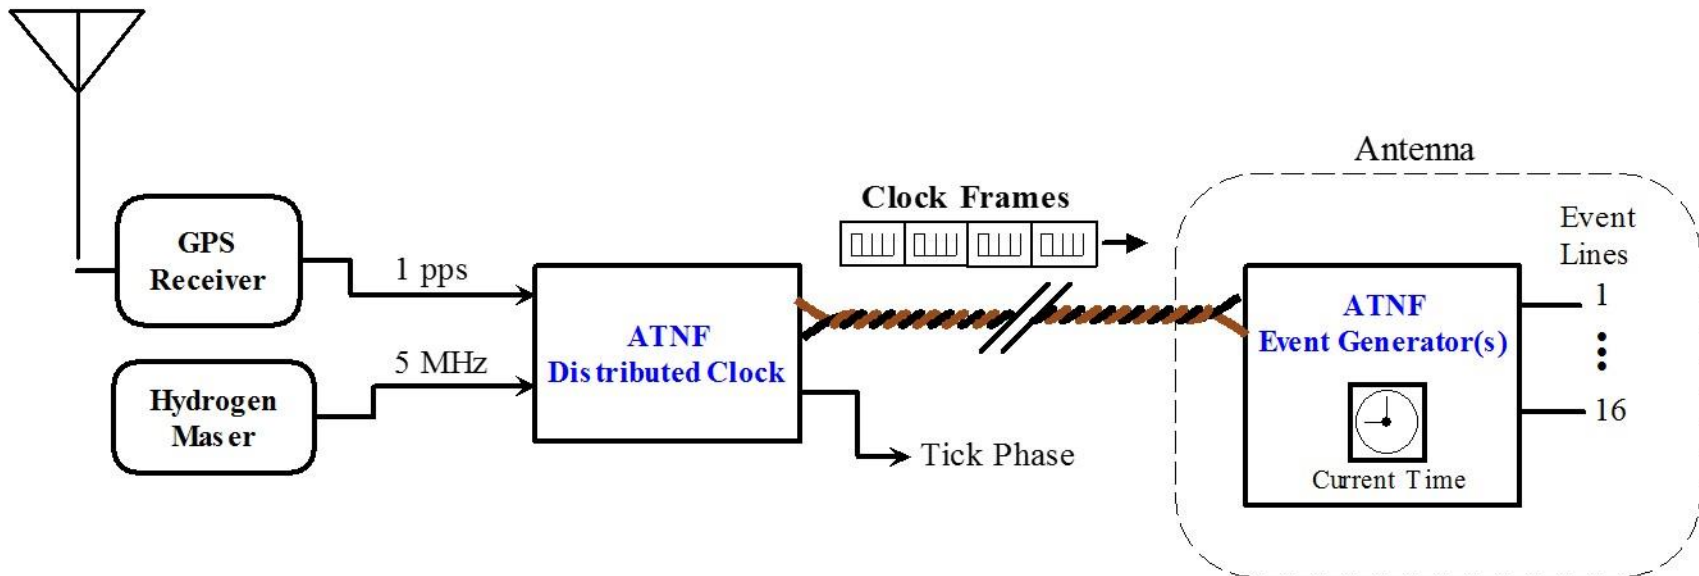 GPS
Receiver
1 pps
Hydrogen
Maser
5 MHz
ATNF
Distributed Clock
Tick Phase
Clock Frames
Antenna
ATNF
Event Generator(s)
Current Time
Event
Lines
1
16